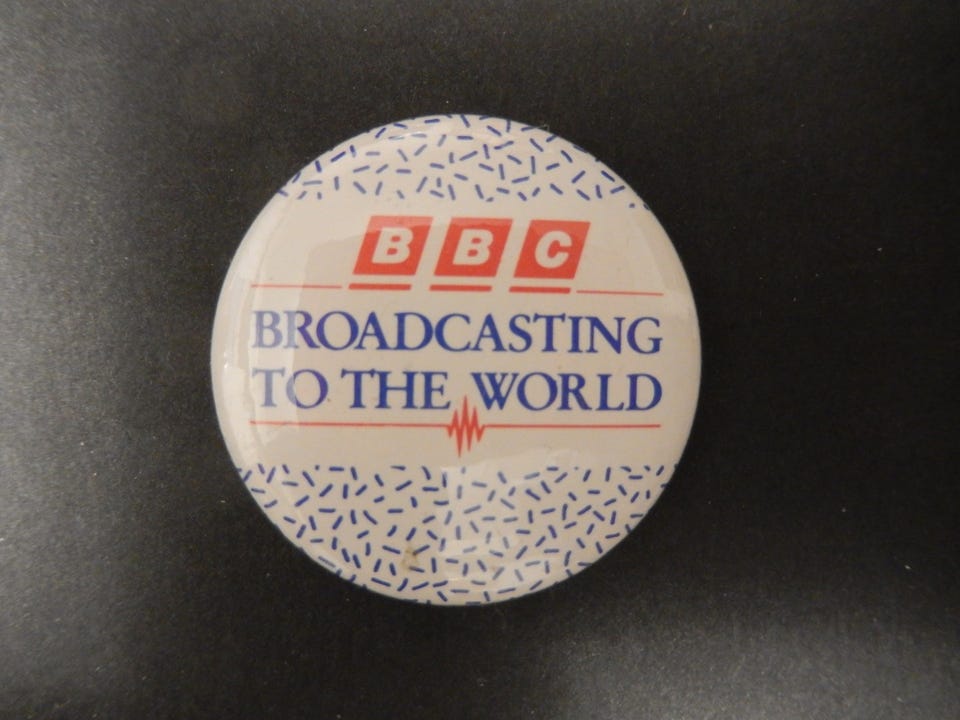 BBC
BROADCASTING
TO THE WORLD